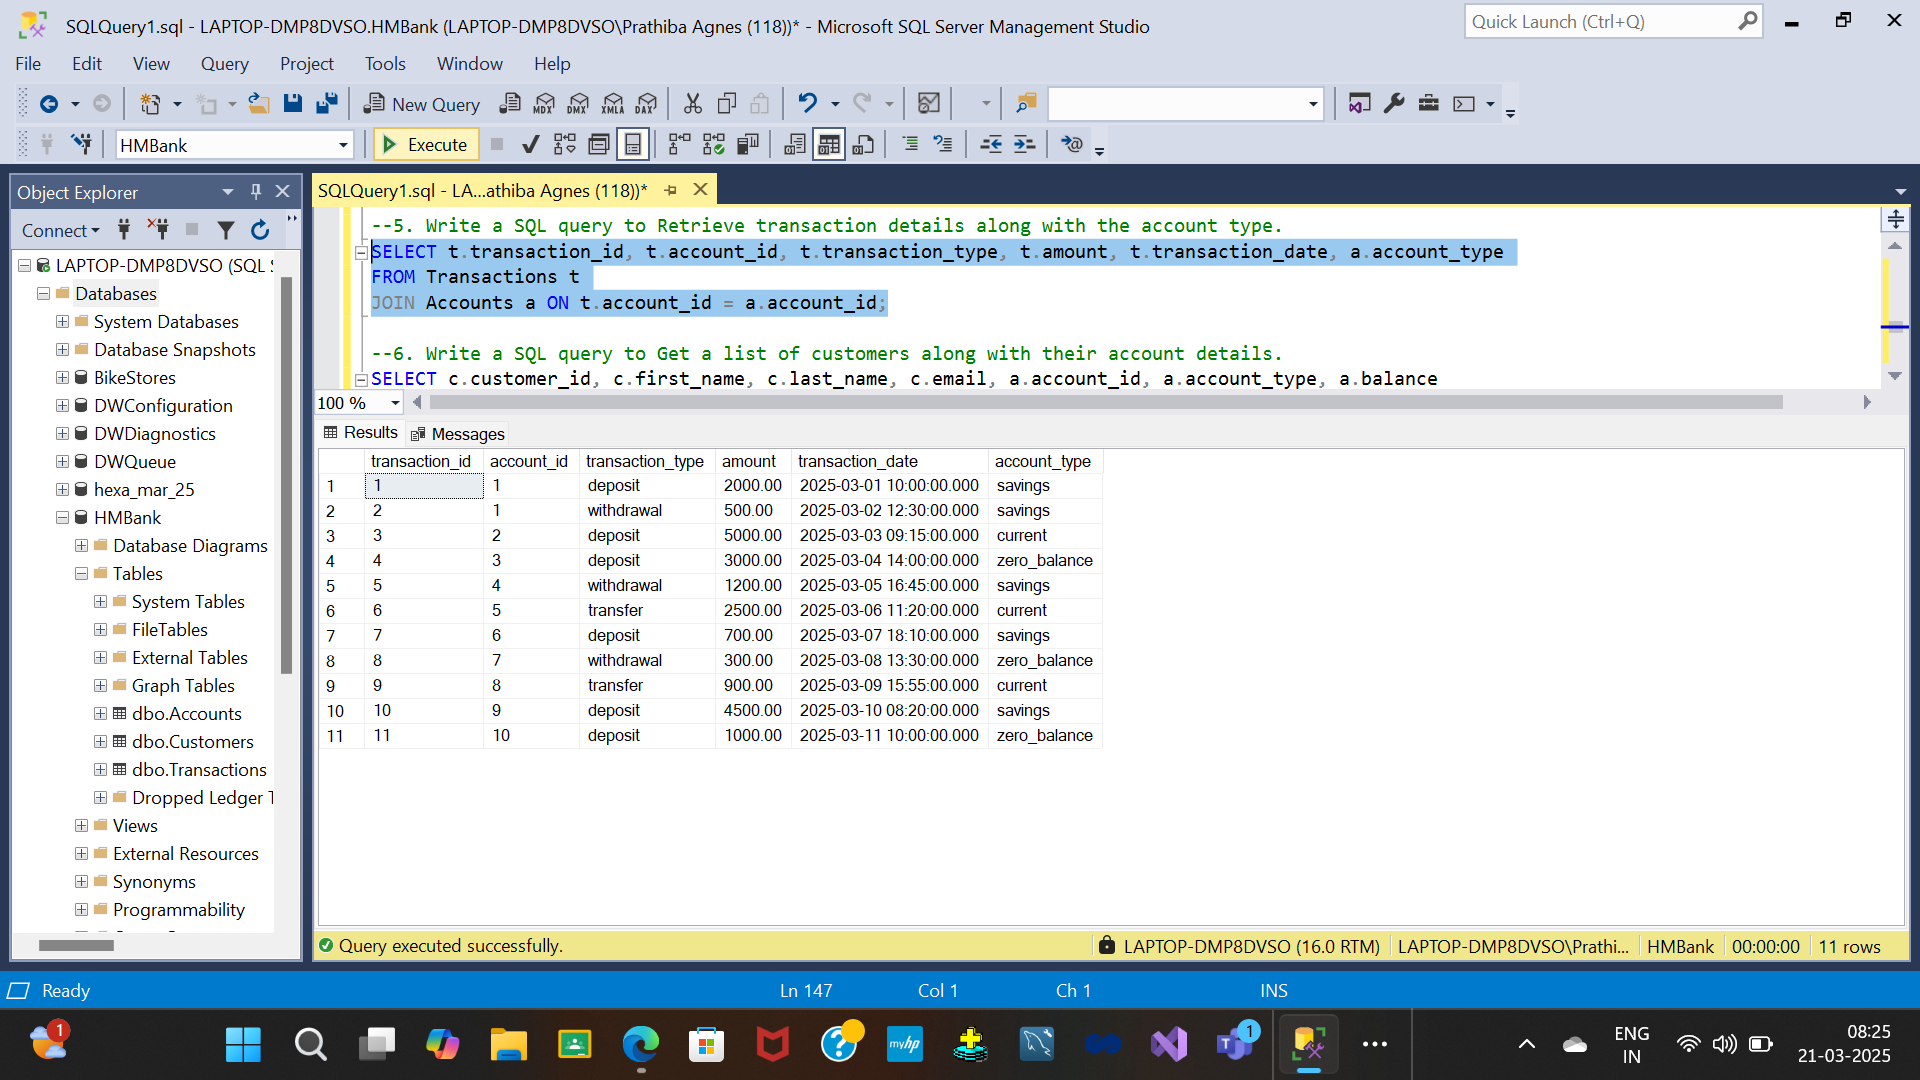 SQLQuery1.sql - LAPTOP-DMP8DVSO.HMBank (LAPTOP-DMP8DVSO\Prathiba Agnes (118))* - Microsoft SQL Server Management Studio
Quick Launch (Ctrl+Q)
File Edit View Query Project Tools Window Help
New Query MDX DMX XMLA DAX
HMBank Execute
Object Explorer
SQLQuery1.sql - LA...athiba Agnes (118))*
Connect
LAPTOP-DMP8DVSO (SQL
Databases
System Databases
Database Snapshots
BikeStores
DWConfiguration
DWDiagnostics
DWQueue
hexa_mar_25
HMBank
Database Diagrams
Tables
System Tables
FileTables
External Tables
Graph Tables
dbo.Accounts
dbo.Customers
dbo.Transactions
Dropped Ledger
Views
External Resources
Synonyms
Programmability
--5. Write a SQL query to Retrieve transaction details along with the account type.
SELECT t.transaction_id, t.account_id, t.transaction_type, t.amount, t.transaction_date, a.account_type
FROM Transactions t
JOIN Accounts a ON t.account_id = a.account_id;
--6. Write a SQL query to Get a list of customers along with their account details.
SELECT c.customer_id, c.first_name, c.last_name, c.email, a.account_id, a.account_type, a.balance
100 %
Results Messages
transaction_id account_id transaction_type amount transaction_date account_type
1 1 1 deposit 2000.00 2025-03-01 10:00:00.000 savings
2 2 1 withdrawal 500.00 2025-03-02 12:30:00.000 savings
3 3 2 deposit 5000.00 2025-03-03 09:15:00.000 current
4 4 3 deposit 3000.00 2025-03-04 14:00:00.000 zero_balance
5 5 4 withdrawal 1200.00 2025-03-05 16:45:00.000 savings
6 6 5 transfer 2500.00 2025-03-06 11:20:00.000 current
7 7 6 deposit 700.00 2025-03-07 18:10:00.000 savings
8 8 7 withdrawal 300.00 2025-03-08 13:30:00.000 zero_balance
9 9 8 transfer 900.00 2025-03-09 15:55:00.000 current
10 10 9 deposit 4500.00 2025-03-10 08:20:00.000 savings
11 11 10 deposit 1000.00 2025-03-11 10:00:00.000 zero_balance
Query executed successfully. LAPTOP-DMP8DVSO (16.0 RTM) LAPTOP-DMP8DVSO\Prathi... HMBank 00:00:00 11 rows
Ready Ln 147 Col 1 Ch 1 INS
1 myhp 1 ENG
IN
08:25
21-03-2025